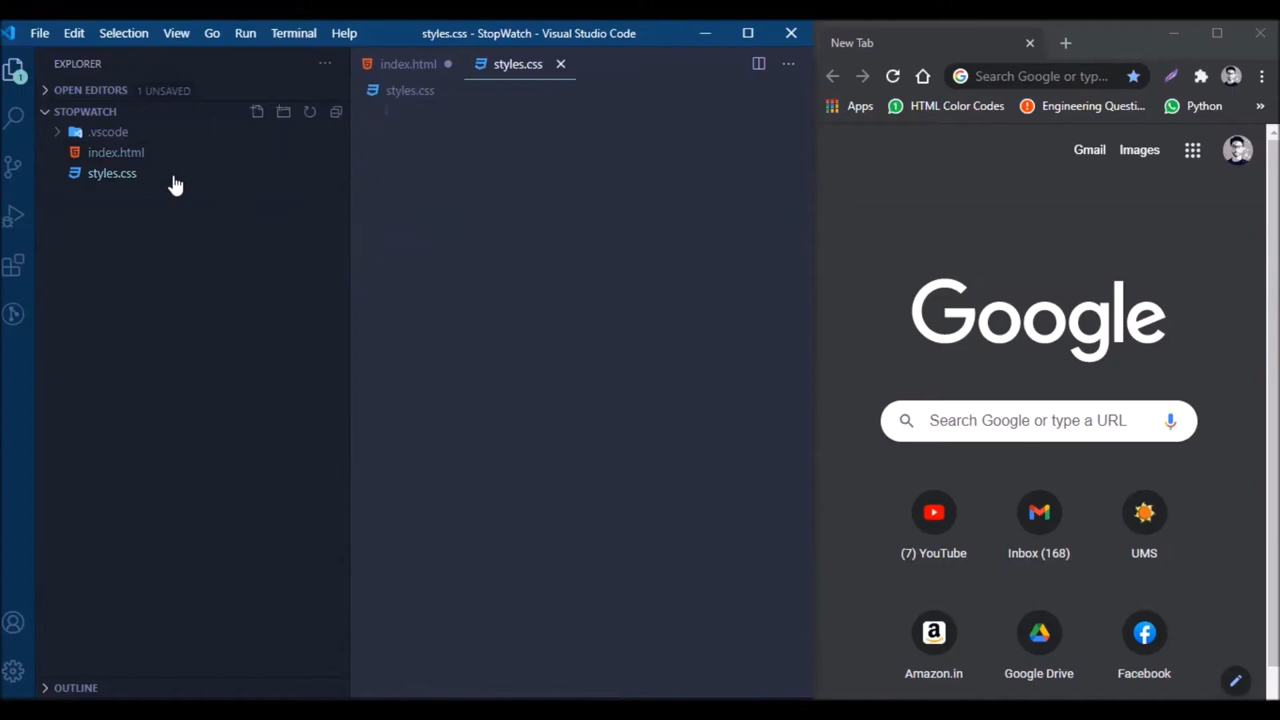 File Edit Selection View Go Run Terminal Help styles.css - StopWatch - Visual Studio Code
EXPLORER
index.html
styles.css
OPEN EDITORS 1 UNSAVED
styles.css
STOPWATCH
.vscode
index.html
styles.css
1
OUTLINE
New Tab
Search Google or type...
Apps
1 HTML Color Codes
Engineering Questi...
Python
»
Gmail Images
Google
Search Google or type a URL
(7) YouTube
Inbox (168)
UMS
a
Amazon.in
Google Drive
Facebook